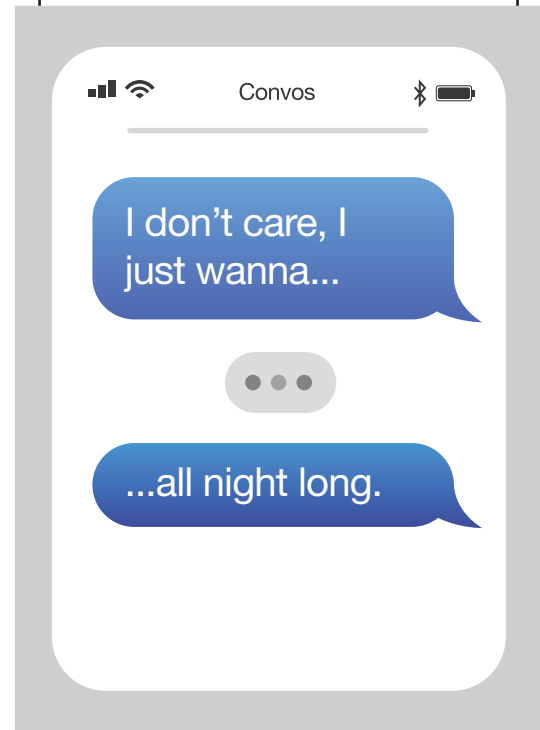 Convos
I don’t care, I
just wanna...
...all night long.